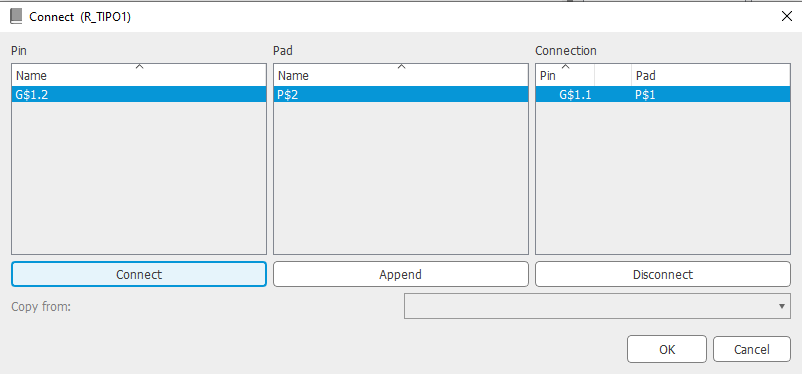 Connect (R_TIPO1)
Pin Pad Connection
Name Name Pin Pad
G$1.2 P$2 G$1.1 P$1
Connect Append Disconnect
Copy from:
OK Cancel